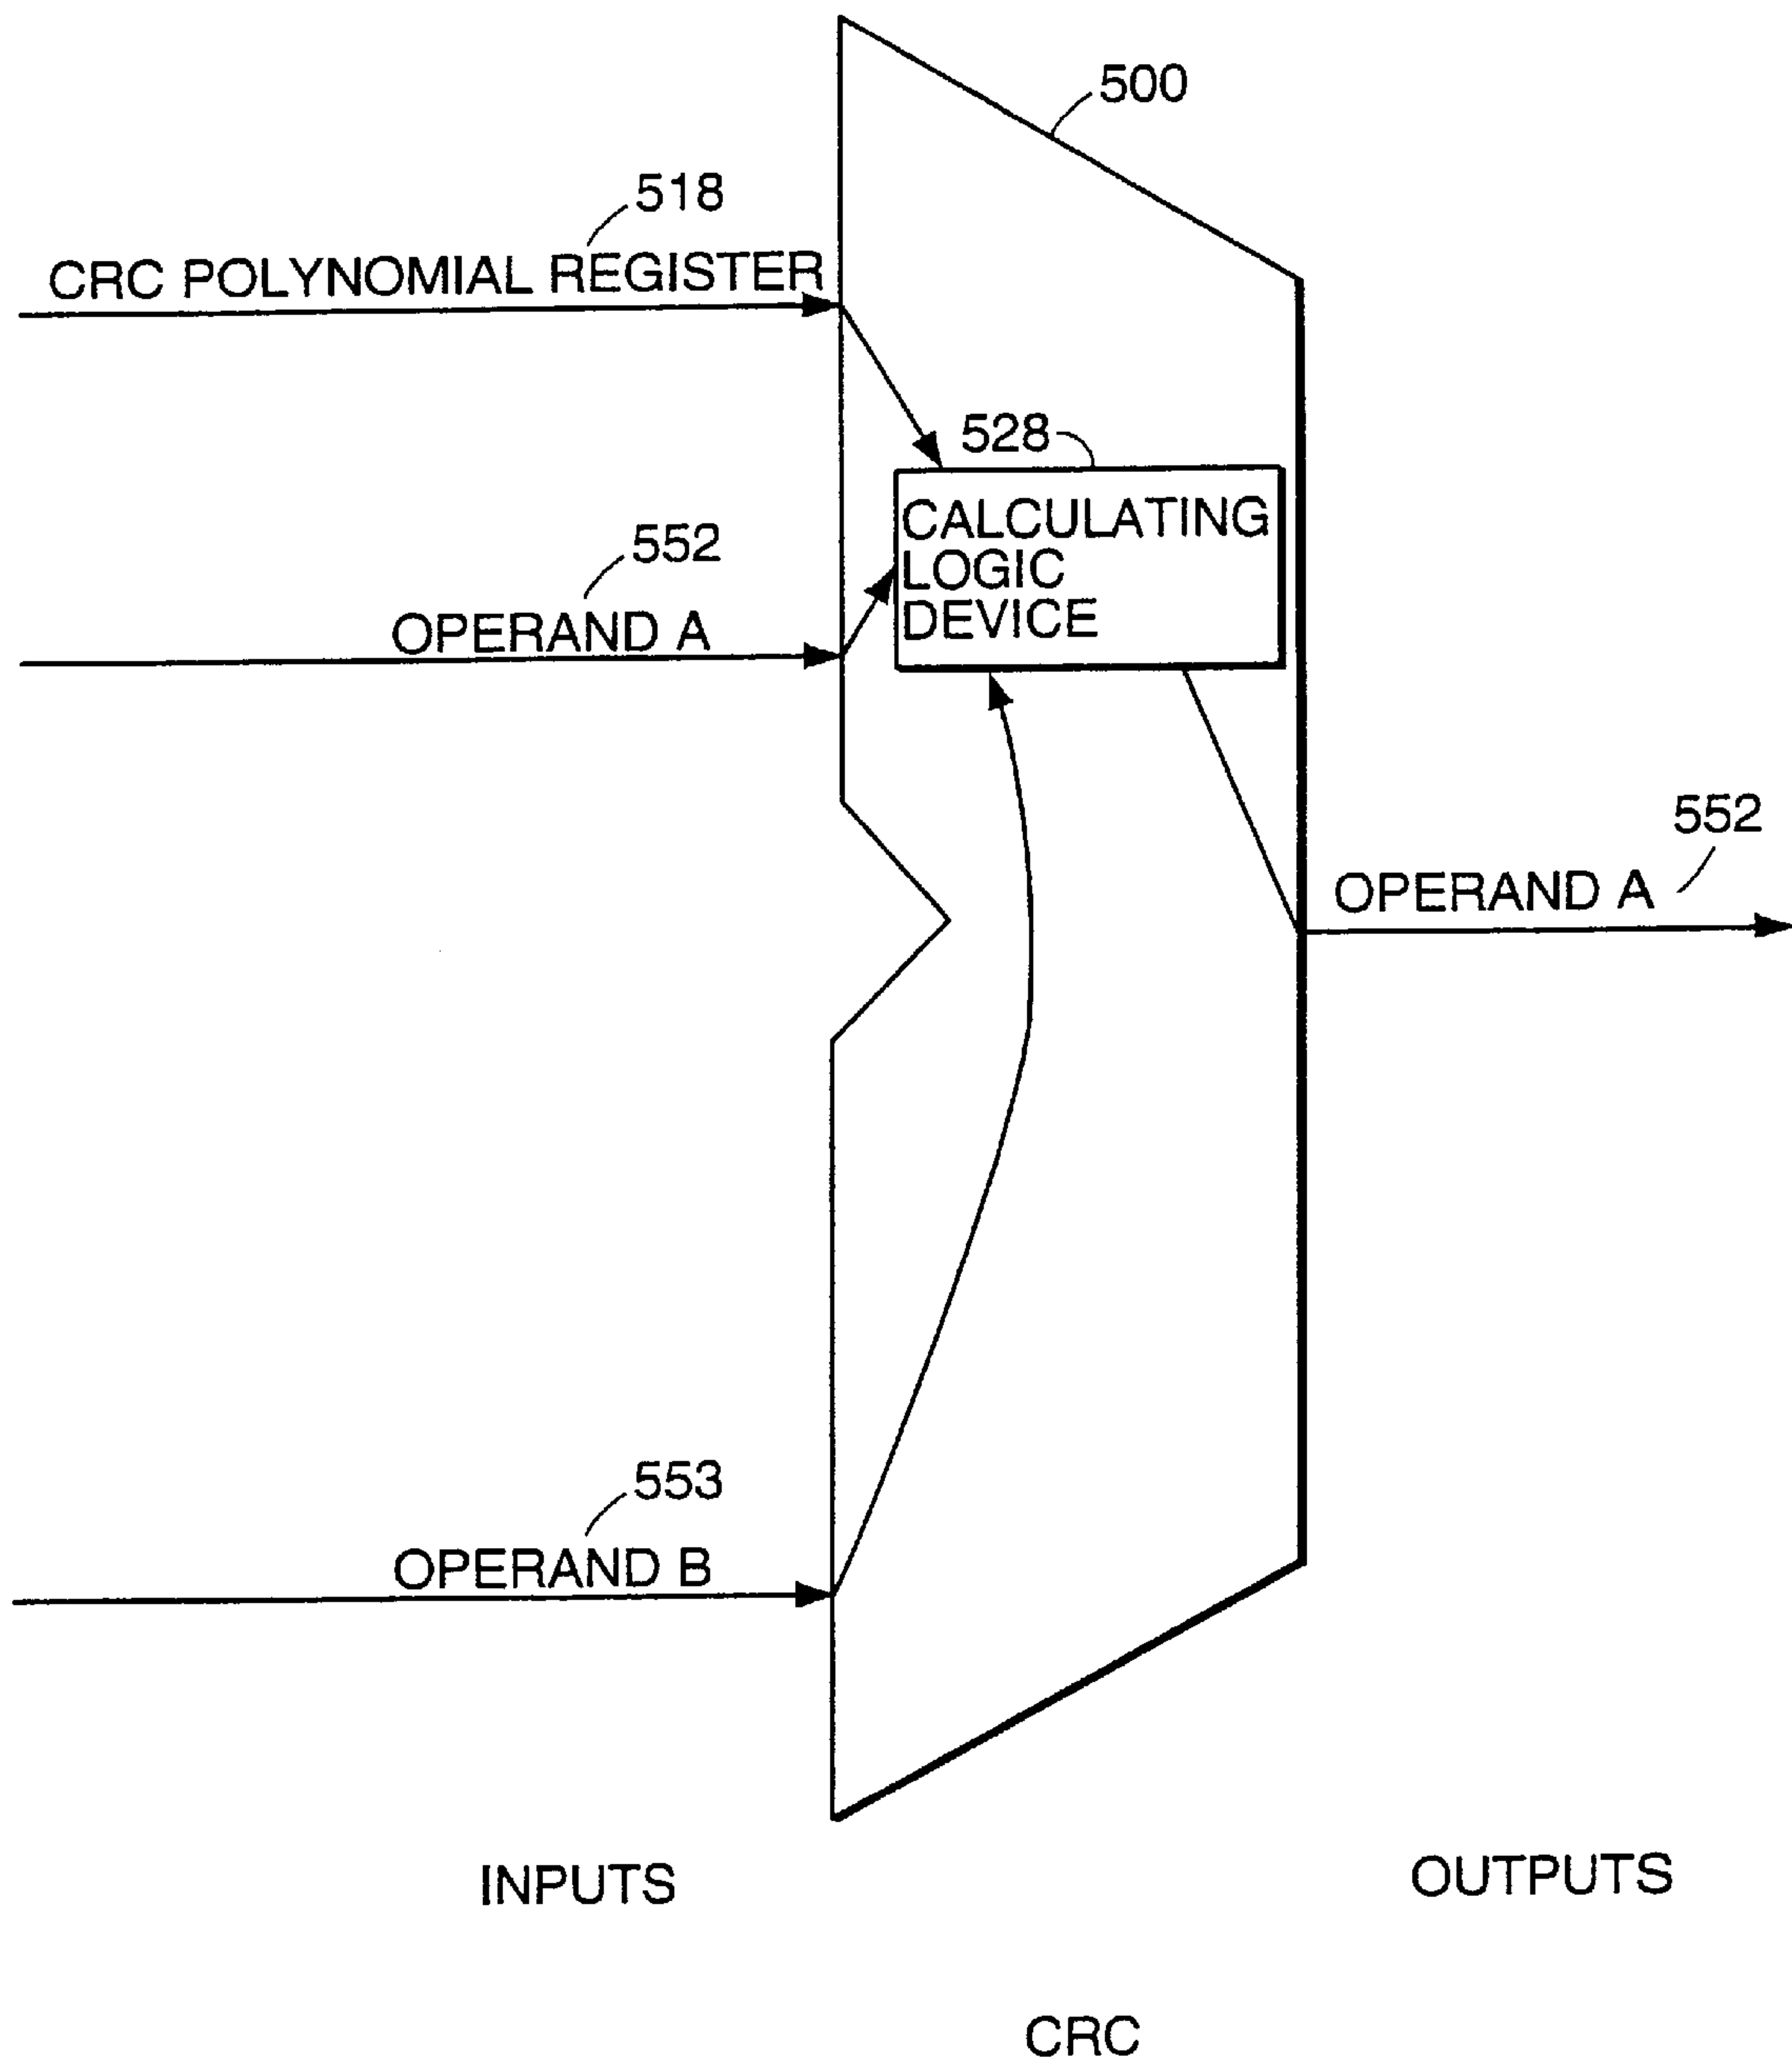 500
518
CRC POLYNOMIAL REGISTER
528
CALCULATING
LOGIC
DEVICE
552
OPERAND A
552
OPERAND A
553
OPERAND B
INPUTS
OUTPUTS
CRC